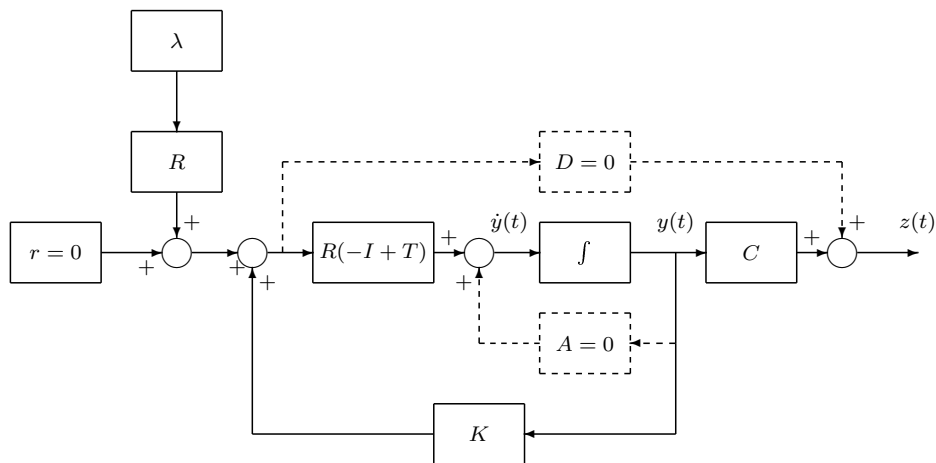 λ
R
D = 0
r = 0
+
+
+
+
+
R(-I + T)
+
+
ẏ(t)
∫
y(t)
C
+
+
z(t)
A = 0
K